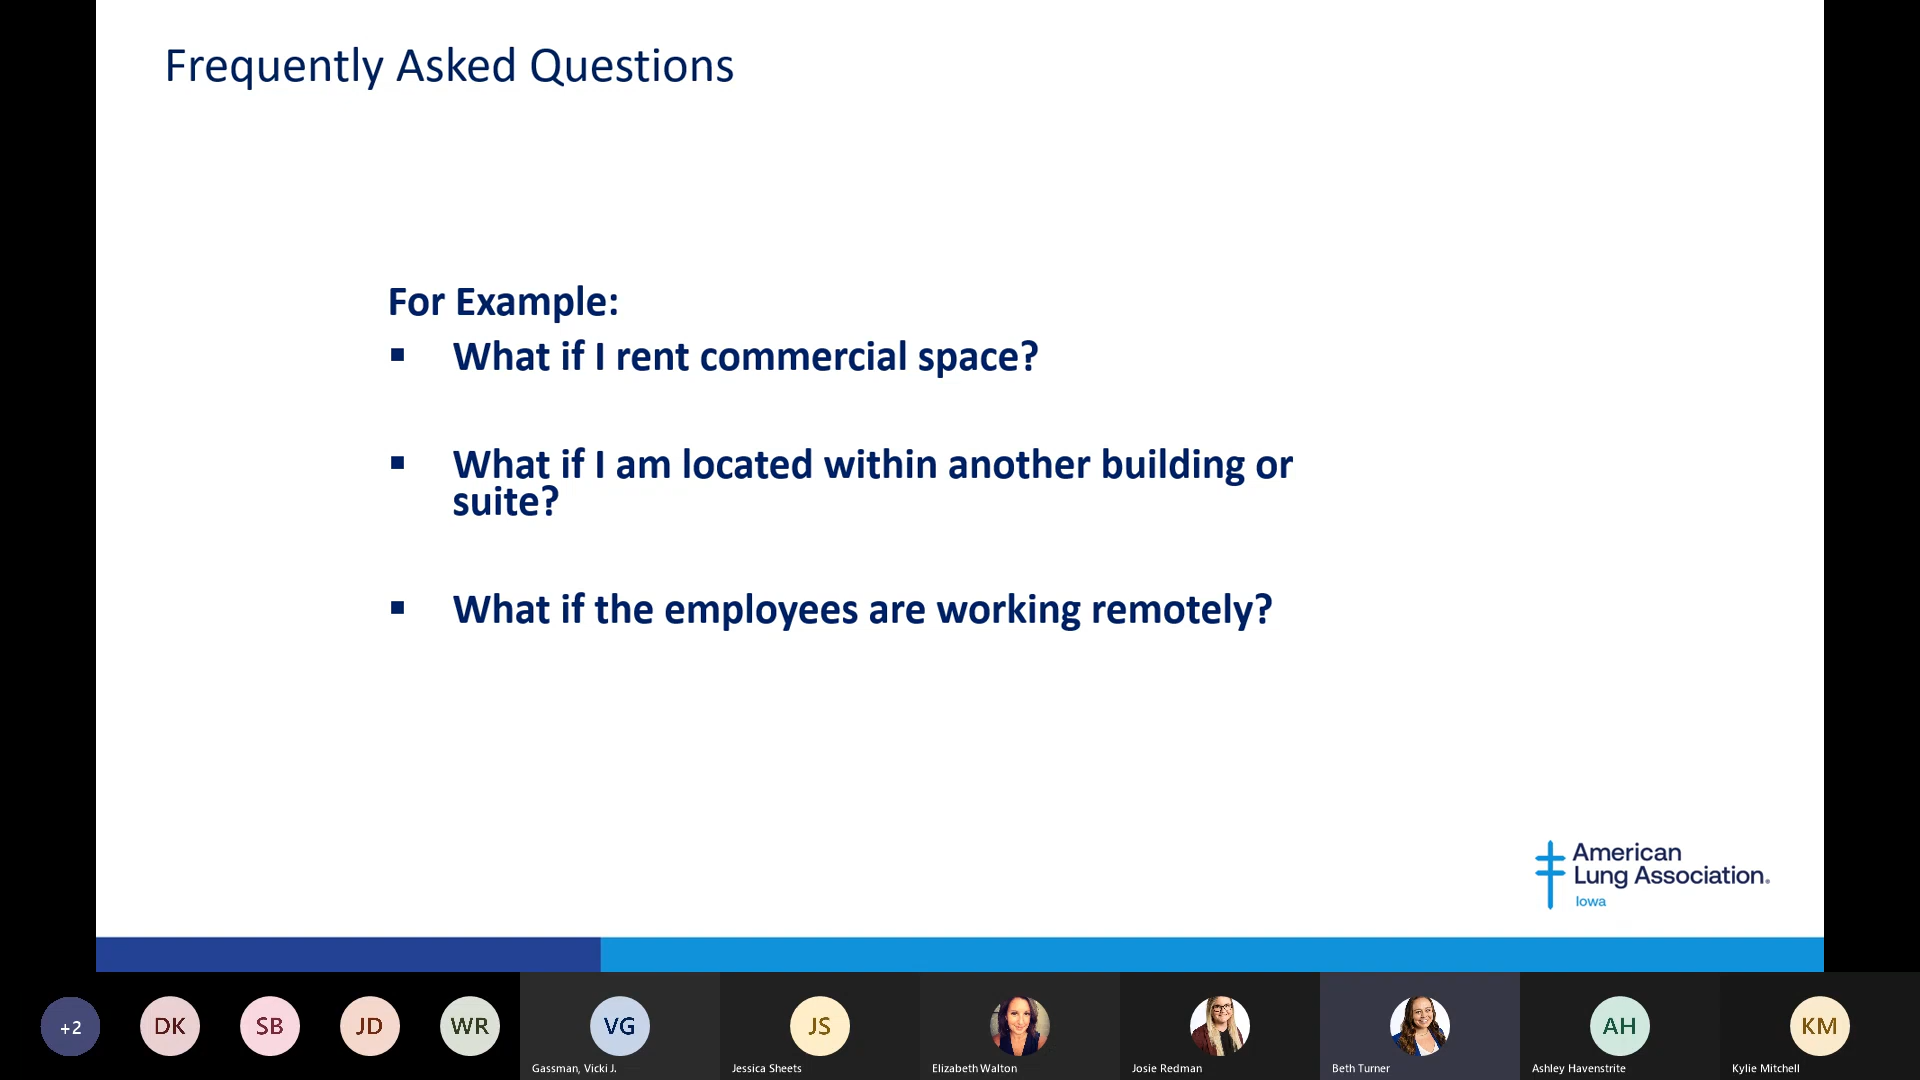 Frequently Asked Questions
For Example:
▪ What if I rent commercial space?
▪ What if I am located within another building or
suite?
▪ What if the employees are working remotely?
American
Lung Association.
Iowa
+2
DK
SB
JD
WR
VG
JS
AH
KM
Gassman, Vicki J.
Jessica Sheets
Elizabeth Walton
Josie Redman
Beth Turner
Ashley Havenstrite
Kylie Mitchell